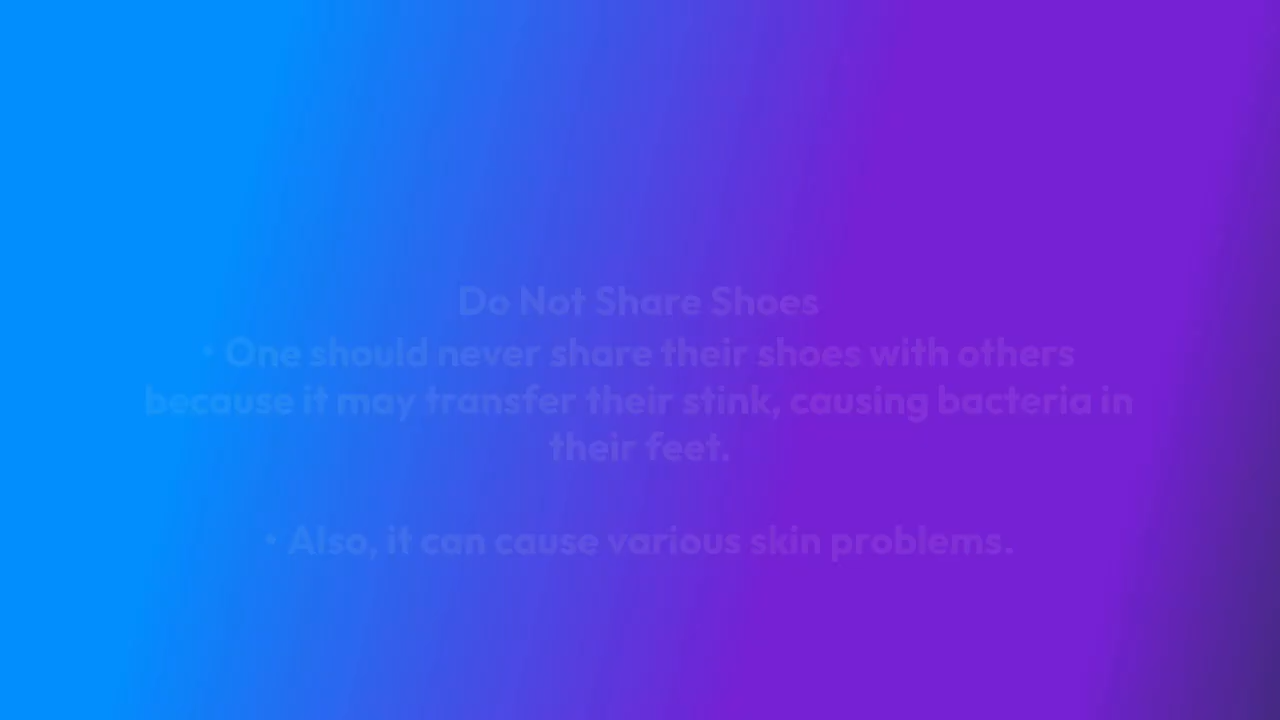 Do Not Share Shoes
• One should never share their shoes with others
because it may transfer their stink, causing bacteria in
their feet.
• Also, it can cause various skin problems.